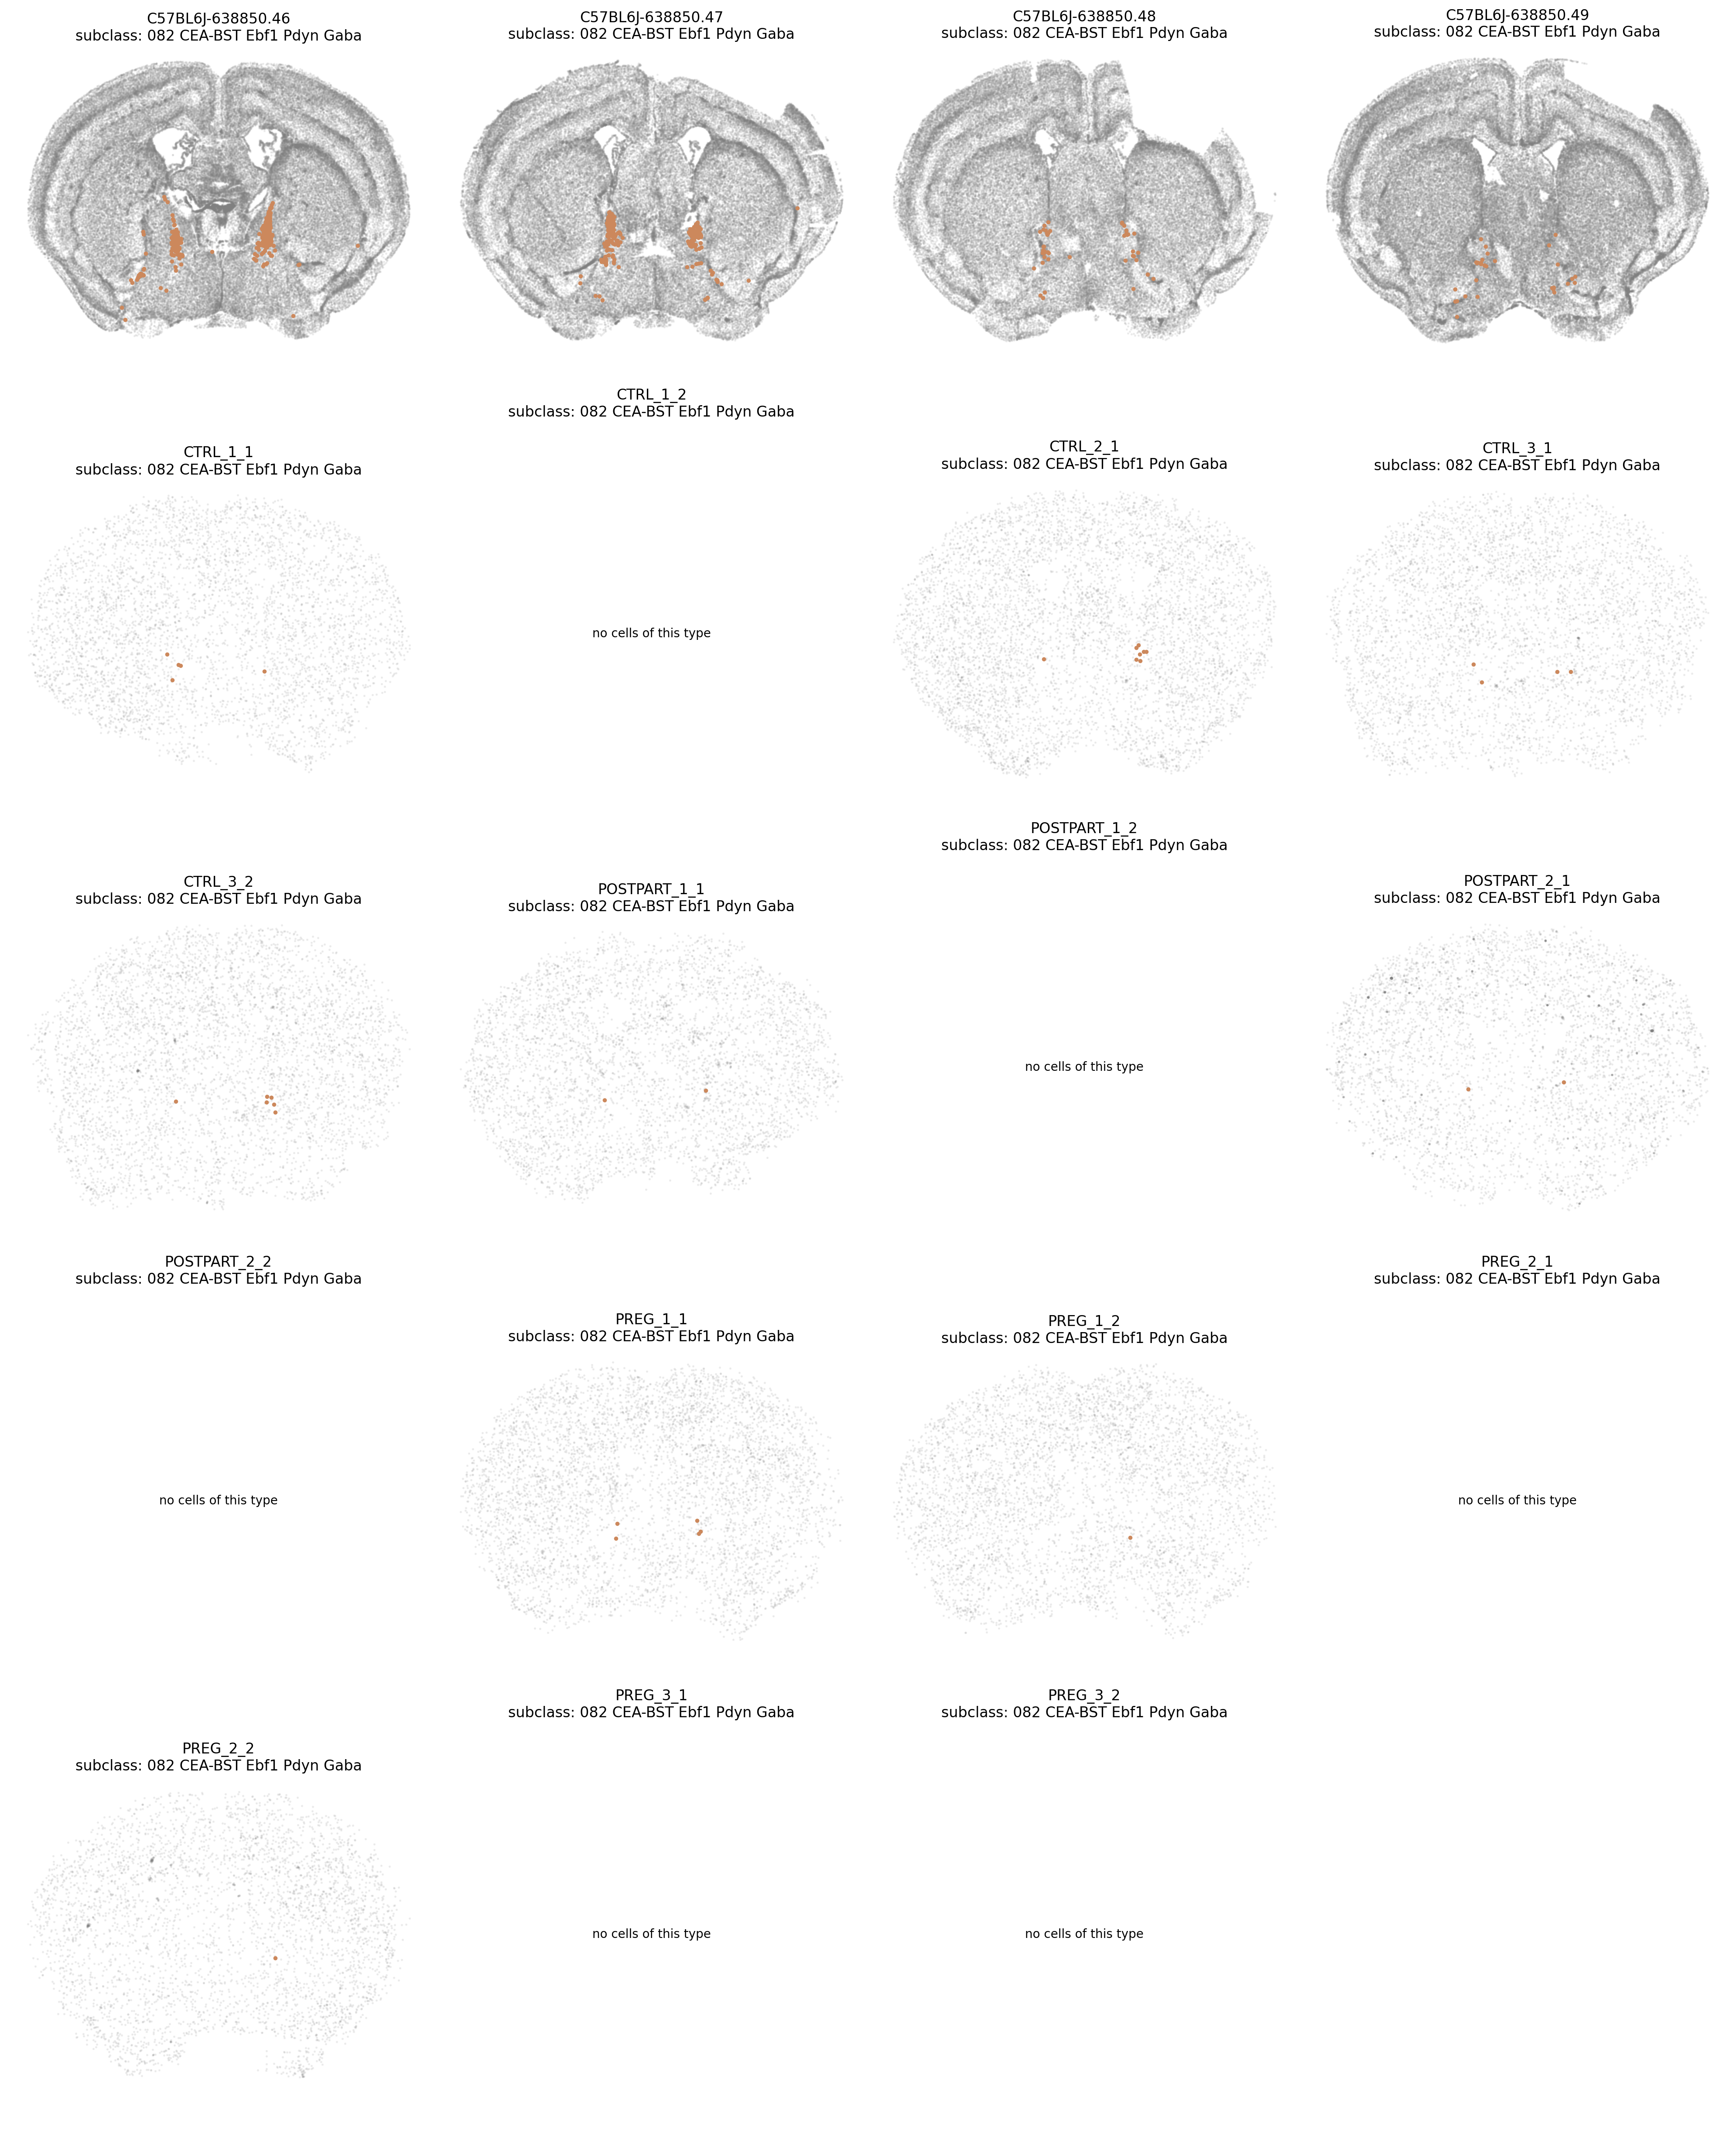 C57BL6J-638850.46
subclass: 082 CEA-BST Ebf1 Pdyn Gaba
C57BL6J-638850.47
subclass: 082 CEA-BST Ebf1 Pdyn Gaba
C57BL6J-638850.48
subclass: 082 CEA-BST Ebf1 Pdyn Gaba
C57BL6J-638850.49
subclass: 082 CEA-BST Ebf1 Pdyn Gaba
CTRL_1_1
subclass: 082 CEA-BST Ebf1 Pdyn Gaba
CTRL_1_2
subclass: 082 CEA-BST Ebf1 Pdyn Gaba
no cells of this type
CTRL_2_1
subclass: 082 CEA-BST Ebf1 Pdyn Gaba
CTRL_3_1
subclass: 082 CEA-BST Ebf1 Pdyn Gaba
CTRL_3_2
subclass: 082 CEA-BST Ebf1 Pdyn Gaba
POSTPART_1_1
subclass: 082 CEA-BST Ebf1 Pdyn Gaba
POSTPART_1_2
subclass: 082 CEA-BST Ebf1 Pdyn Gaba
no cells of this type
POSTPART_2_1
subclass: 082 CEA-BST Ebf1 Pdyn Gaba
POSTPART_2_2
subclass: 082 CEA-BST Ebf1 Pdyn Gaba
no cells of this type
PREG_1_1
subclass: 082 CEA-BST Ebf1 Pdyn Gaba
PREG_1_2
subclass: 082 CEA-BST Ebf1 Pdyn Gaba
PREG_2_1
subclass: 082 CEA-BST Ebf1 Pdyn Gaba
no cells of this type
PREG_2_2
subclass: 082 CEA-BST Ebf1 Pdyn Gaba
PREG_3_1
subclass: 082 CEA-BST Ebf1 Pdyn Gaba
no cells of this type
PREG_3_2
subclass: 082 CEA-BST Ebf1 Pdyn Gaba
no cells of this type